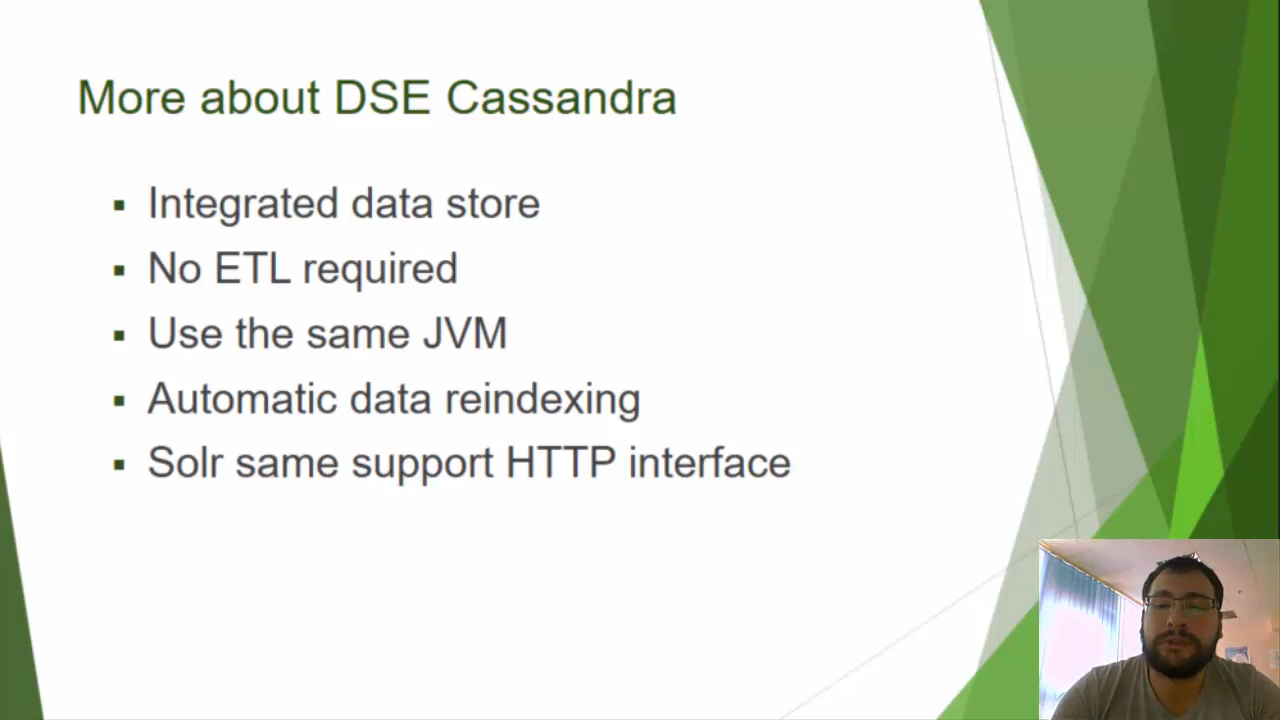 More about DSE Cassandra
Integrated data store
No ETL required
Use the same JVM
Automatic data reindexing
Solr same support HTTP interface